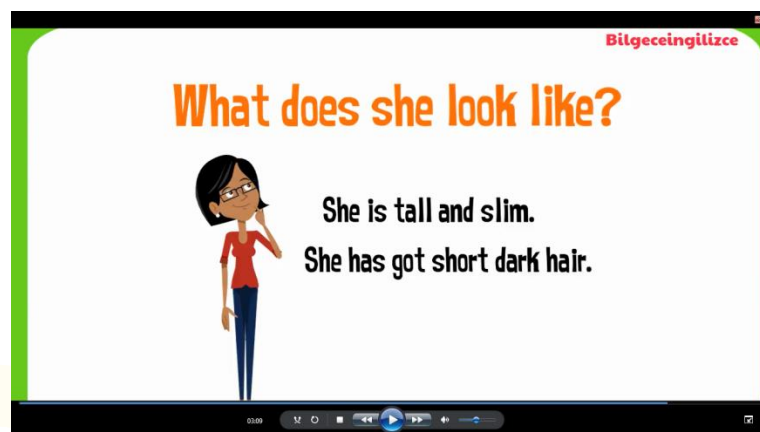 Bilgeceingilizce
What does she look like?
She is tall and slim.
She has got short dark hair.
03:09